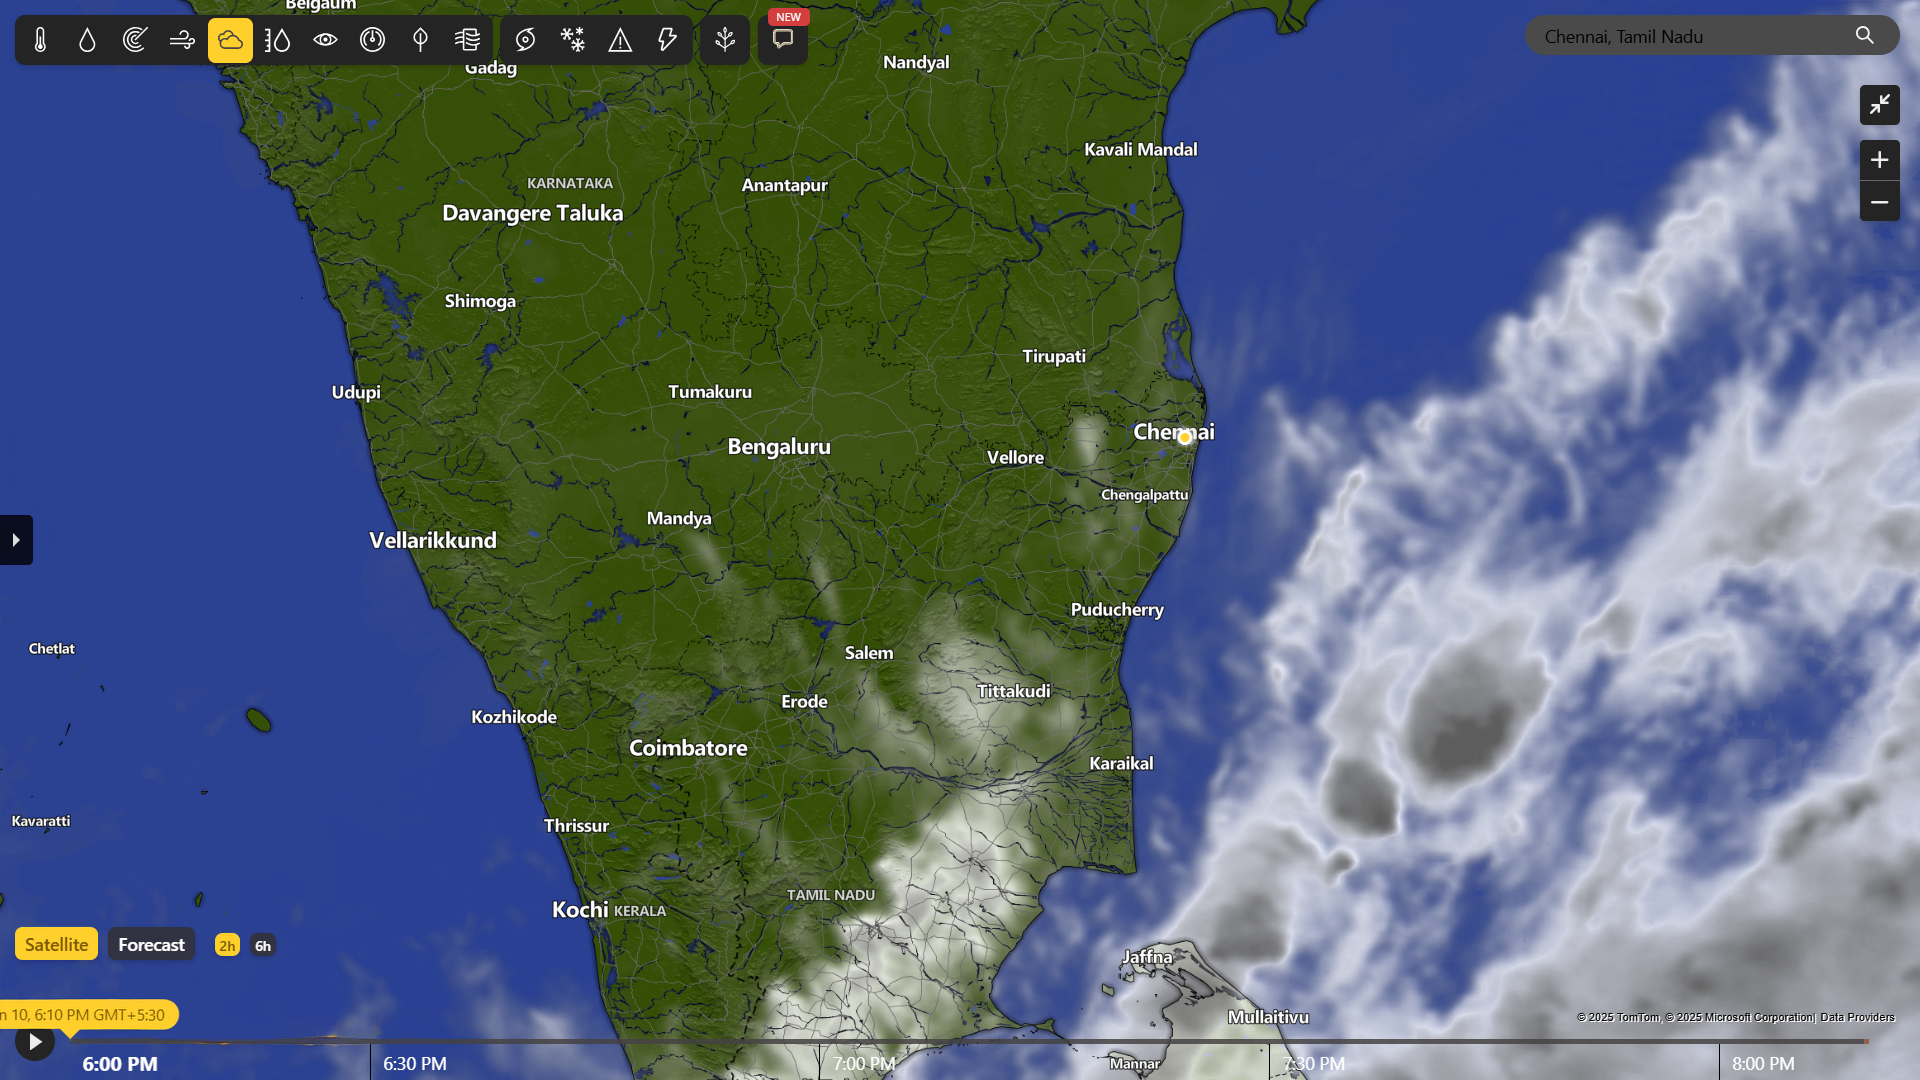 Belgaum
NEW
Chennai, Tamil Nadu
Gadag
Nandyal
Kavali Mandal
KARNATAKA
Anantapur
Davangere Taluka
Shimoga
Tirupati
Udupi
Tumakuru
Chennai
Bengaluru
Vellore
Chengalpattu
Mandya
Vellarikkund
Puducherry
Chetlat
Salem
Tittakudi
Erode
Kozhikode
Coimbatore
Karaikal
Kavaratti
Thrissur
TAMIL NADU
Kochi
KERALA
Satellite
Forecast
2h
6h
Jaffna
n 10, 6:10 PM GMT+5:30
Mullaitivu
© 2025 TomTom, © 2025 Microsoft Corporation| Data Providers
6:00 PM
6:30 PM
7:00 PM
Mannar
7:30 PM
8:00 PM